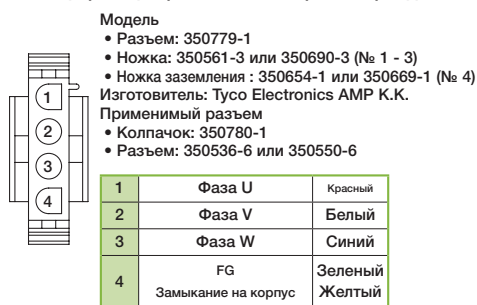 Модель
• Разъем: 350779-1
• Ножка: 350561-3 или 350690-3 (№ 1 - 3)
• Ножка заземления : 350654-1 или 350669-1 (№ 4)
Изготовитель: Tyco Electronics AMP K.K.
Применимый разъем
• Колпачок: 350780-1
• Разъем: 350536-6 или 350550-6
1
2
3
4
1 Фаза U Красный
2 Фаза V Белый
3 Фаза W Синий
4 FG Зеленый
Замыкание на корпус Желтый